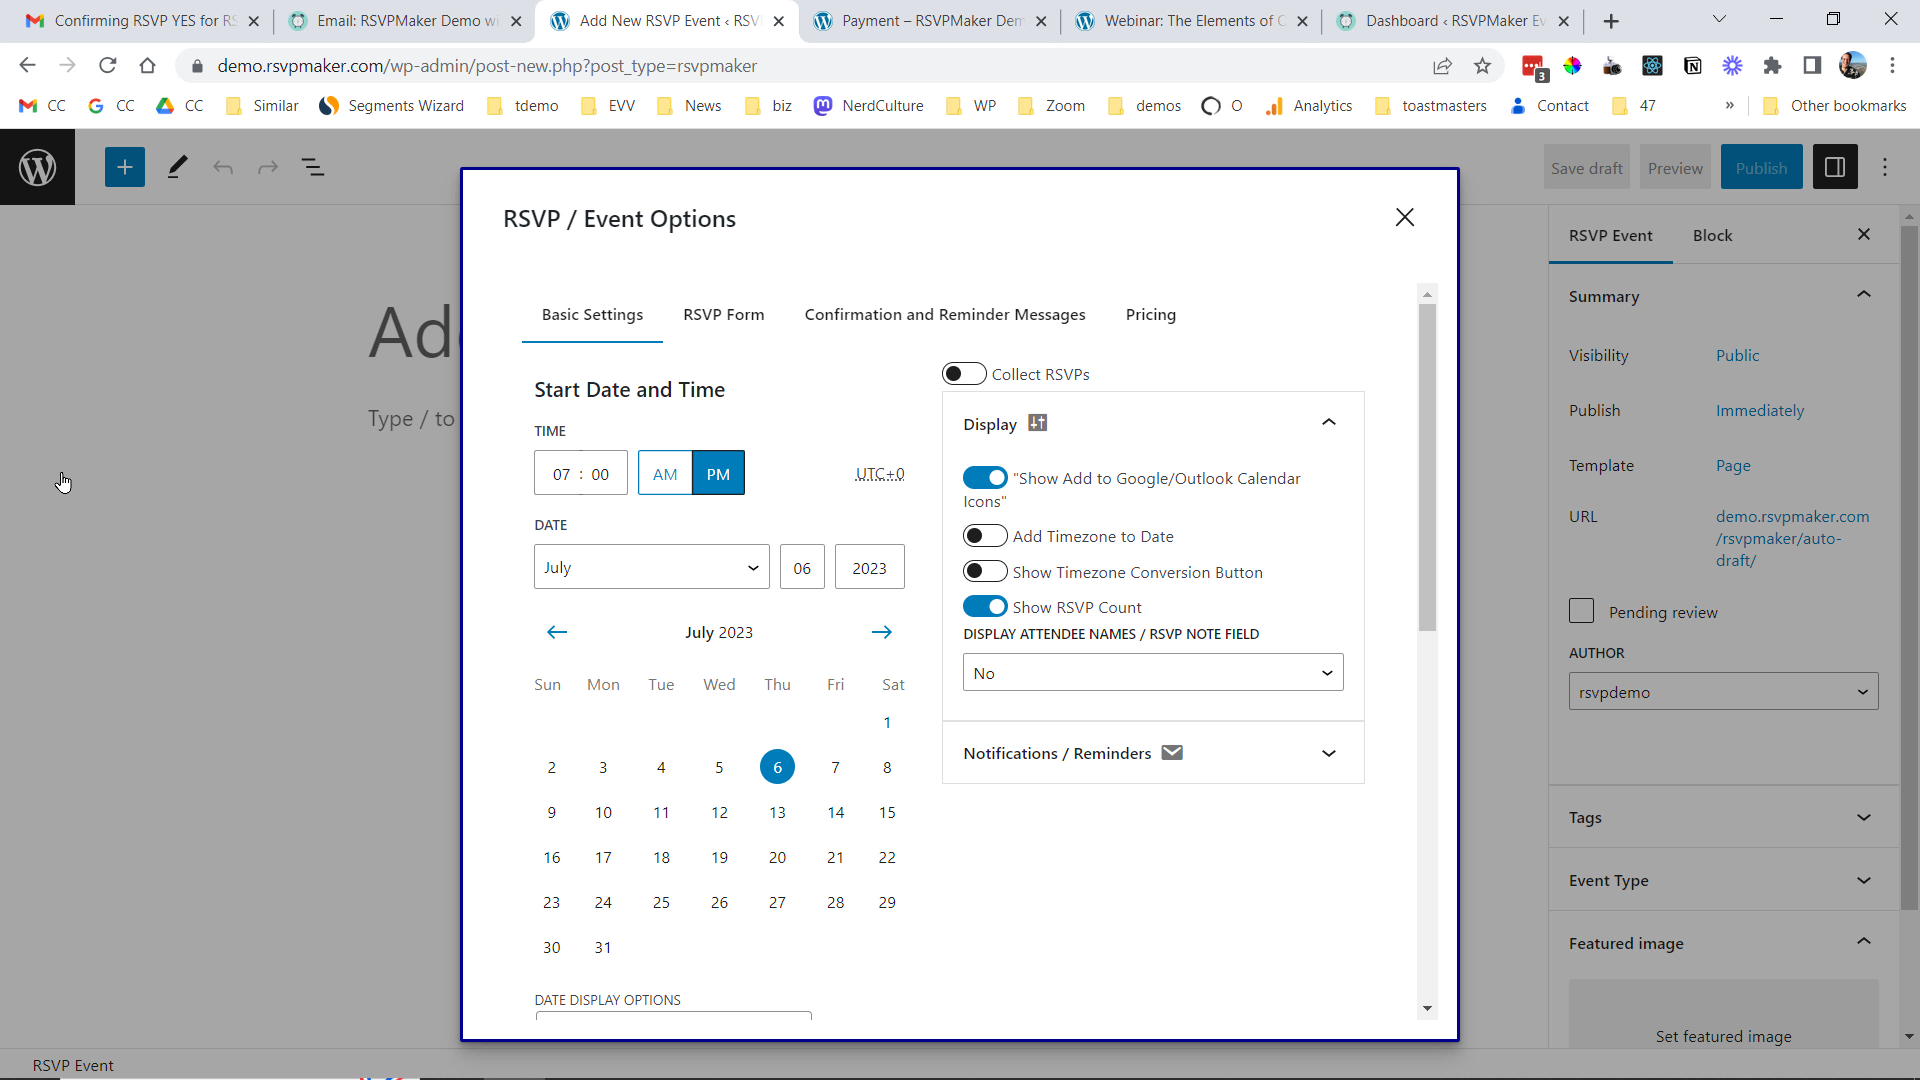 Confirming RSVP YES for RS
Email: RSVPMaker Demo wi
Add New RSVP Event ‹ RSV
Payment – RSVPMaker Dem
Webinar: The Elements of C
Dashboard ‹ RSVPMaker Ev
demo.rsvpmaker.com/wp-admin/post-new.php?post_type=rsvpmaker
3
CC
CC
CC
Similar
Segments Wizard
tdemo
EVV
News
biz
NerdCulture
WP
Zoom
demos
O
Analytics
toastmasters
Contact
47
»
Other bookmarks
Save draft
Preview
Publish
Type / to
RSVP / Event Options
Basic Settings
RSVP Form
Confirmation and Reminder Messages
Pricing
Start Date and Time
TIME
07 : 00
AM
PM
UTC+0
DATE
July
06
2023
July 2023
Sun Mon Tue Wed Thu Fri Sat
1
2 3 4 5 6 7 8
9 10 11 12 13 14 15
16 17 18 19 20 21 22
23 24 25 26 27 28 29
30 31
DATE DISPLAY OPTIONS
Collect RSVPs
Display
"Show Add to Google/Outlook Calendar
Icons"
Add Timezone to Date
Show Timezone Conversion Button
Show RSVP Count
DISPLAY ATTENDEE NAMES / RSVP NOTE FIELD
No
Notifications / Reminders
RSVP Event
Block
Summary
Visibility
Public
Publish
Immediately
Template
Page
URL
demo.rsvpmaker.com
/rsvpmaker/auto-
draft/
Pending review
AUTHOR
rsvpdemo
Tags
Event Type
Featured image
Set featured image
RSVP Event